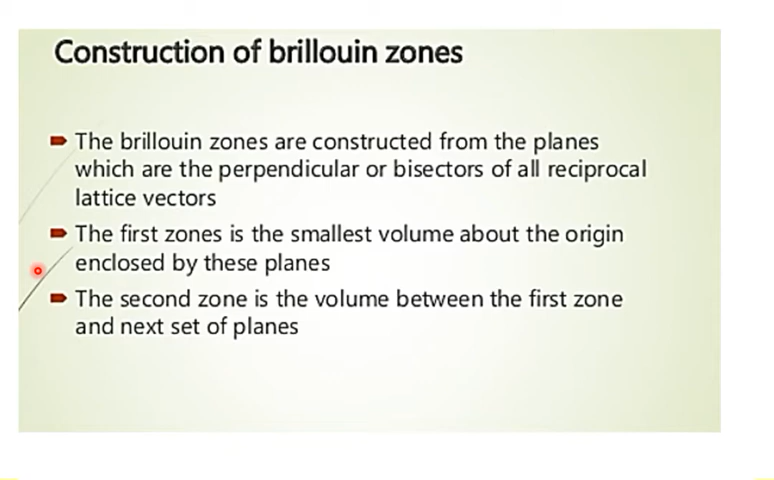 Construction of brillouin zones
The brillouin zones are constructed from the planes
which are the perpendicular or bisectors of all reciprocal
lattice vectors
The first zones is the smallest volume about the origin
enclosed by these planes
The second zone is the volume between the first zone
and next set of planes